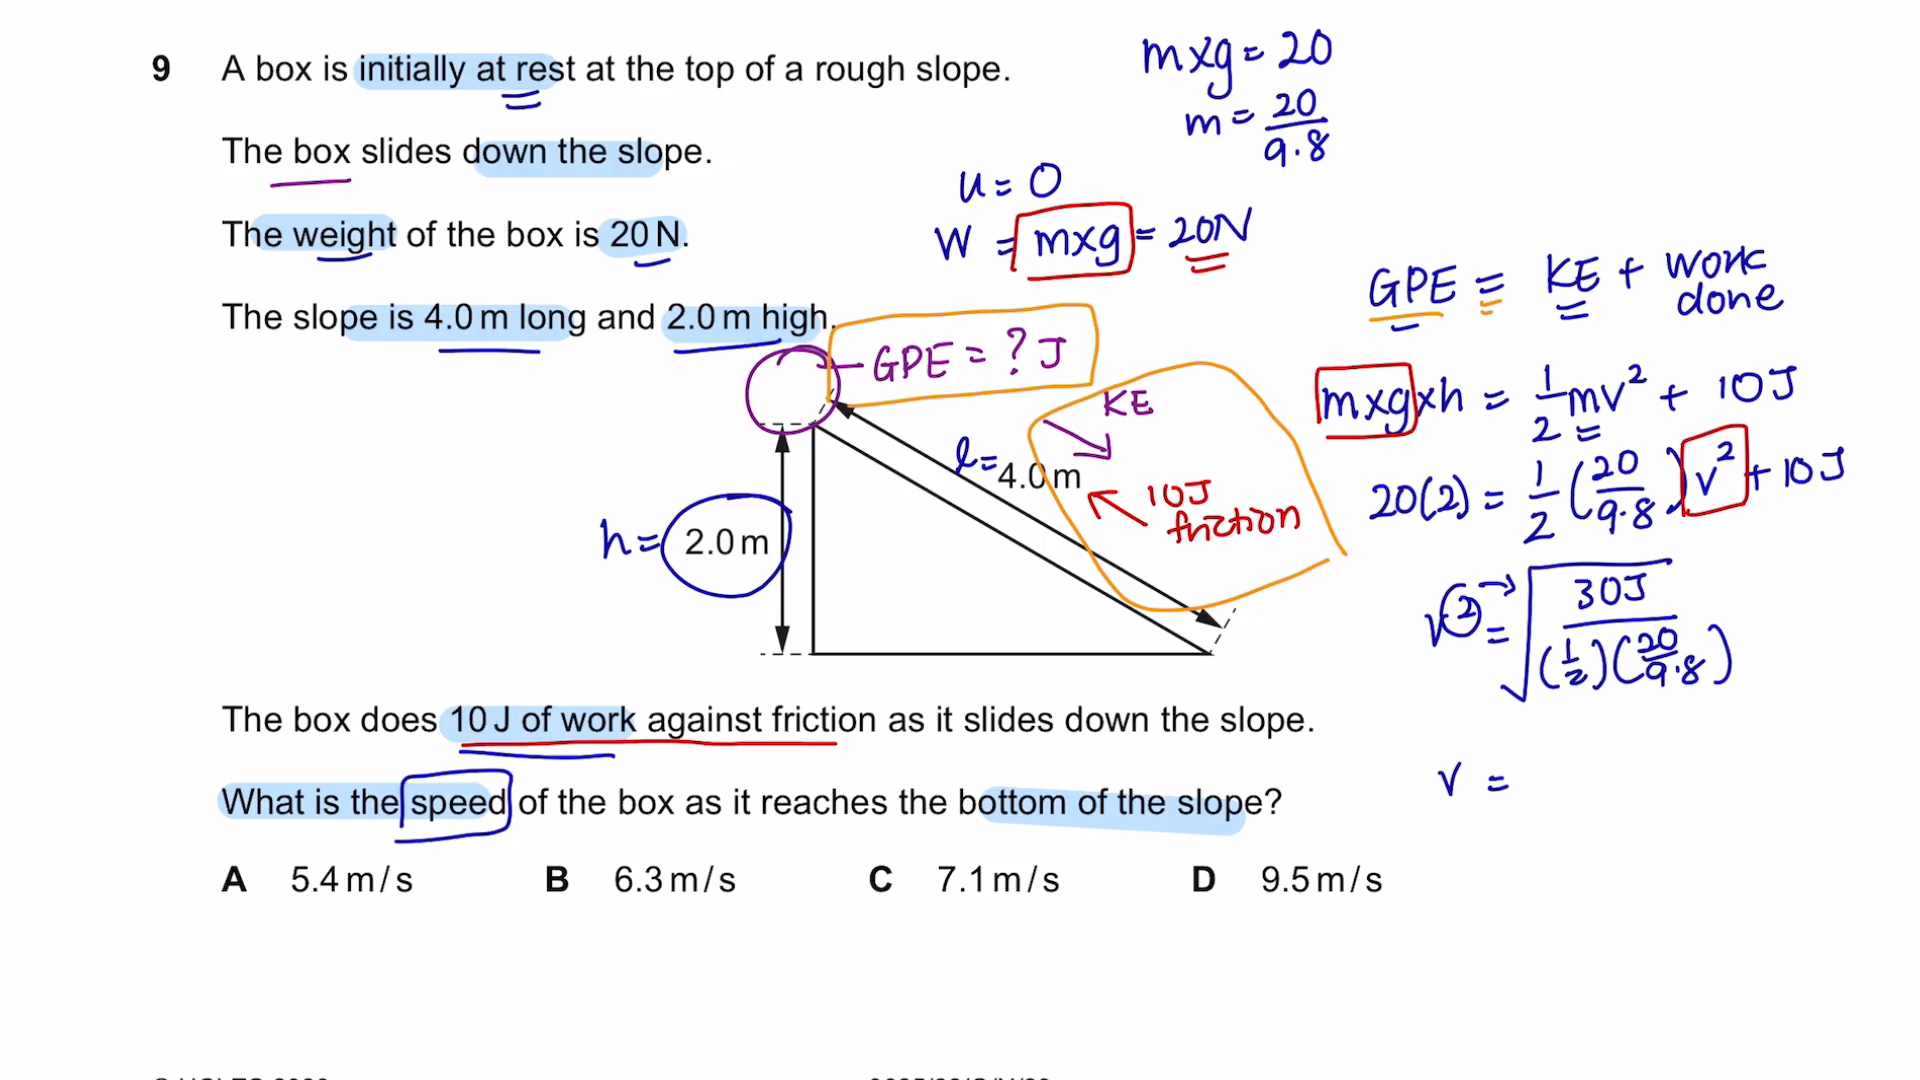 9 A box is initially at rest at the top of a rough slope.
m×g = 20
m = 20/9.8
The box slides down the slope.
u = 0
The weight of the box is 20 N.
W = m×g = 20N
GPE = KE + work done
The slope is 4.0 m long and 2.0 m high.
GPE = ? J
KE
m×g×h = 1/2 mv² + 10J
l = 4.0 m
10J friction
20(2) = 1/2 (20/9.8) v² + 10J
h = 2.0 m
v² = √30J/(1/2)(20/9.8)
The box does 10 J of work against friction as it slides down the slope.
v =
What is the speed of the box as it reaches the bottom of the slope?
A 5.4 m / s B 6.3 m / s C 7.1 m / s D 9.5 m / s